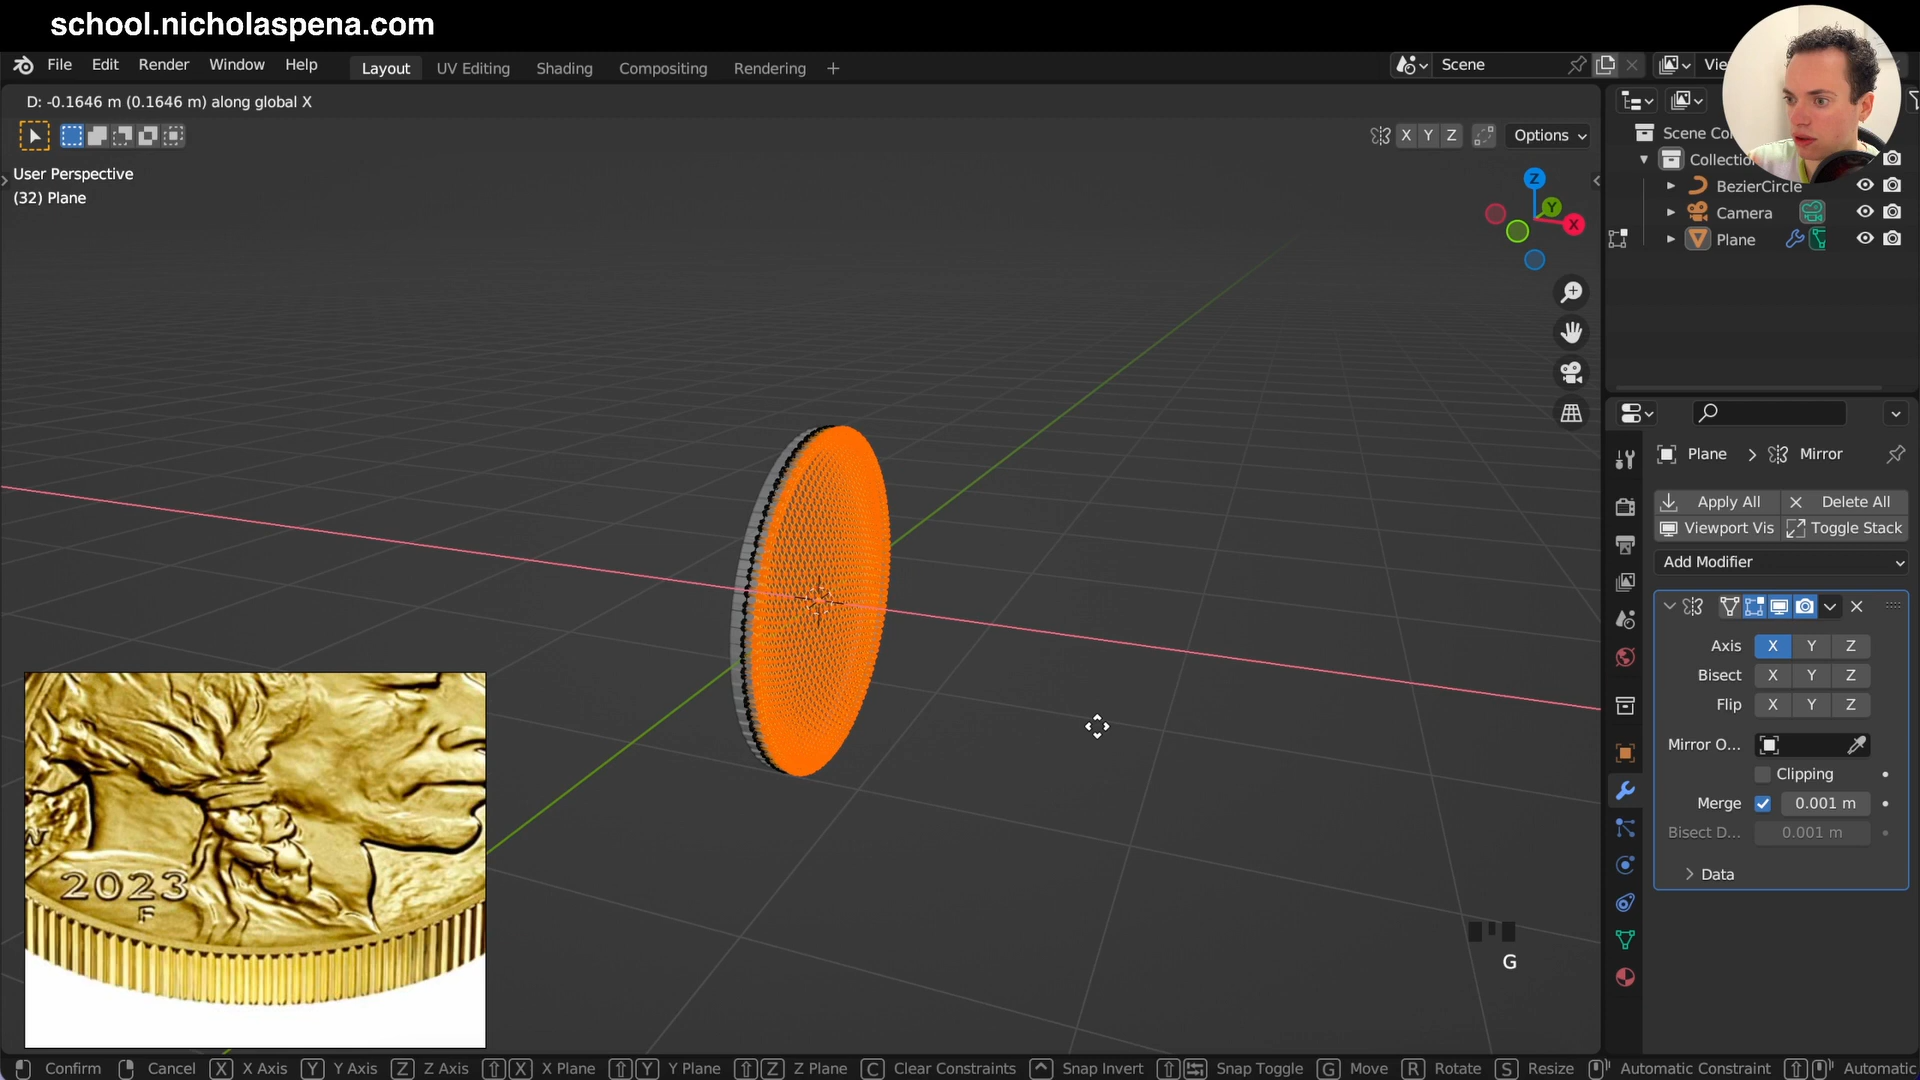 school.nicholaspena.com
File Edit Render Window Help Layout UV Editing Shading Compositing Rendering + Scene
D: -0.1646 m (0.1646 m) along global X
X Y Z Options
User Perspective
(32) Plane
Z
Y
X
Collection
BezierCircle
Camera
Plane
Plane > Mirror
Apply All Delete All
Viewport Vis Toggle Stack
Add Modifier
Axis X Y Z
Bisect X Y Z
Flip X Y Z
Mirror O...
Clipping
Merge 0.001 m
Bisect D... 0.001 m
Data
2023
F
G
Confirm Cancel X X Axis Y Y Axis Z Z Axis X X Plane Y Y Plane Z Z Plane C Clear Constraints Snap Invert Snap Toggle G Move R Rotate S Resize Automatic Constraint Automatic